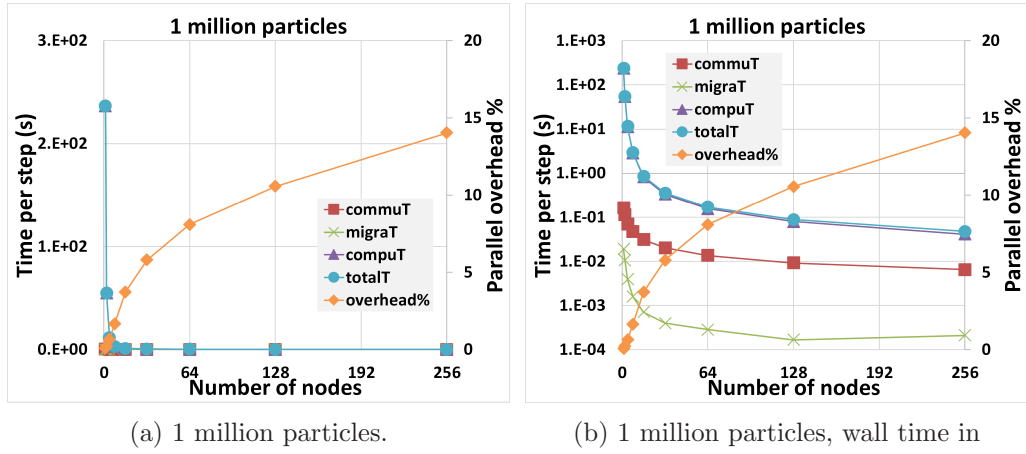 1 million particles
3.E+02
2.E+02
1.E+02
0.E+00
Time per step (s)
20
15
10
5
0
Parallel overhead %
commuT
migraT
compuT
totalT
overhead%
0 64 128 192 256
Number of nodes
(a) 1 million particles.
1 million particles
1.E+03
1.E+02
1.E+01
1.E+00
1.E-01
1.E-02
1.E-03
1.E-04
Time per step (s)
commuT
migraT
compuT
totalT
overhead%
20
15
10
5
0
Parallel overhead %
0 64 128 192 256
Number of nodes
(b) 1 million particles, wall time in